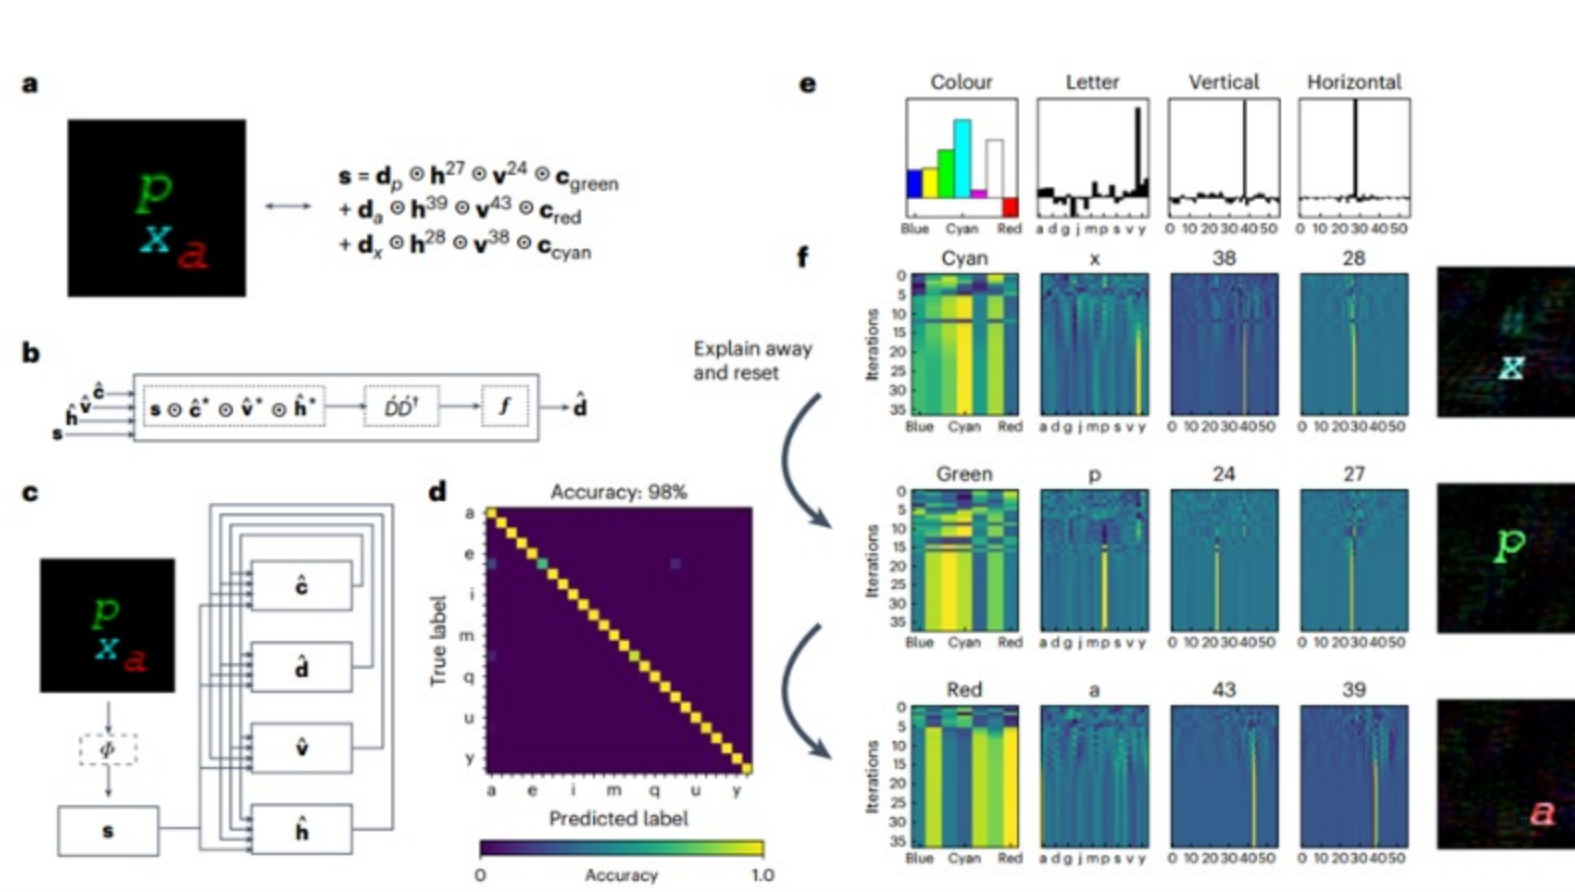 a
p
x a
s = d_p ⊙ h^27 ⊙ v^24 ⊙ c_green
+ d_a ⊙ h^39 ⊙ v^43 ⊙ c_red
+ d_x ⊙ h^28 ⊙ v^38 ⊙ c_cyan
b
ĉ
v̂
ĥ
s
s ⊙ ĉ* ⊙ v̂* ⊙ ĥ*
D́D́†
f
d̂
c
p
x a
Φ
s
ĉ
d̂
v̂
ĥ
d
Accuracy: 98%
True label
a
e
i
m
q
u
y
a e i m q u y
Predicted label
0 Accuracy 1.0
Explain away
and reset
e
Colour Letter Vertical Horizontal
Blue Cyan Red a d g j m p s v y 0 10 20 30 40 50 0 10 20 30 40 50
f
Cyan x 38 28
Iterations
0
5
10
15
20
25
30
35
x
Blue Cyan Red a d g j m p s v y 0 10 20 30 40 50 0 10 20 30 40 50
Green p 24 27
Iterations
0
5
10
15
20
25
30
35
p
Blue Cyan Red a d g j m p s v y 0 10 20 30 40 50 0 10 20 30 40 50
Red a 43 39
Iterations
0
5
10
15
20
25
30
35
a
Blue Cyan Red a d g j m p s v y 0 10 20 30 40 50 0 10 20 30 40 50